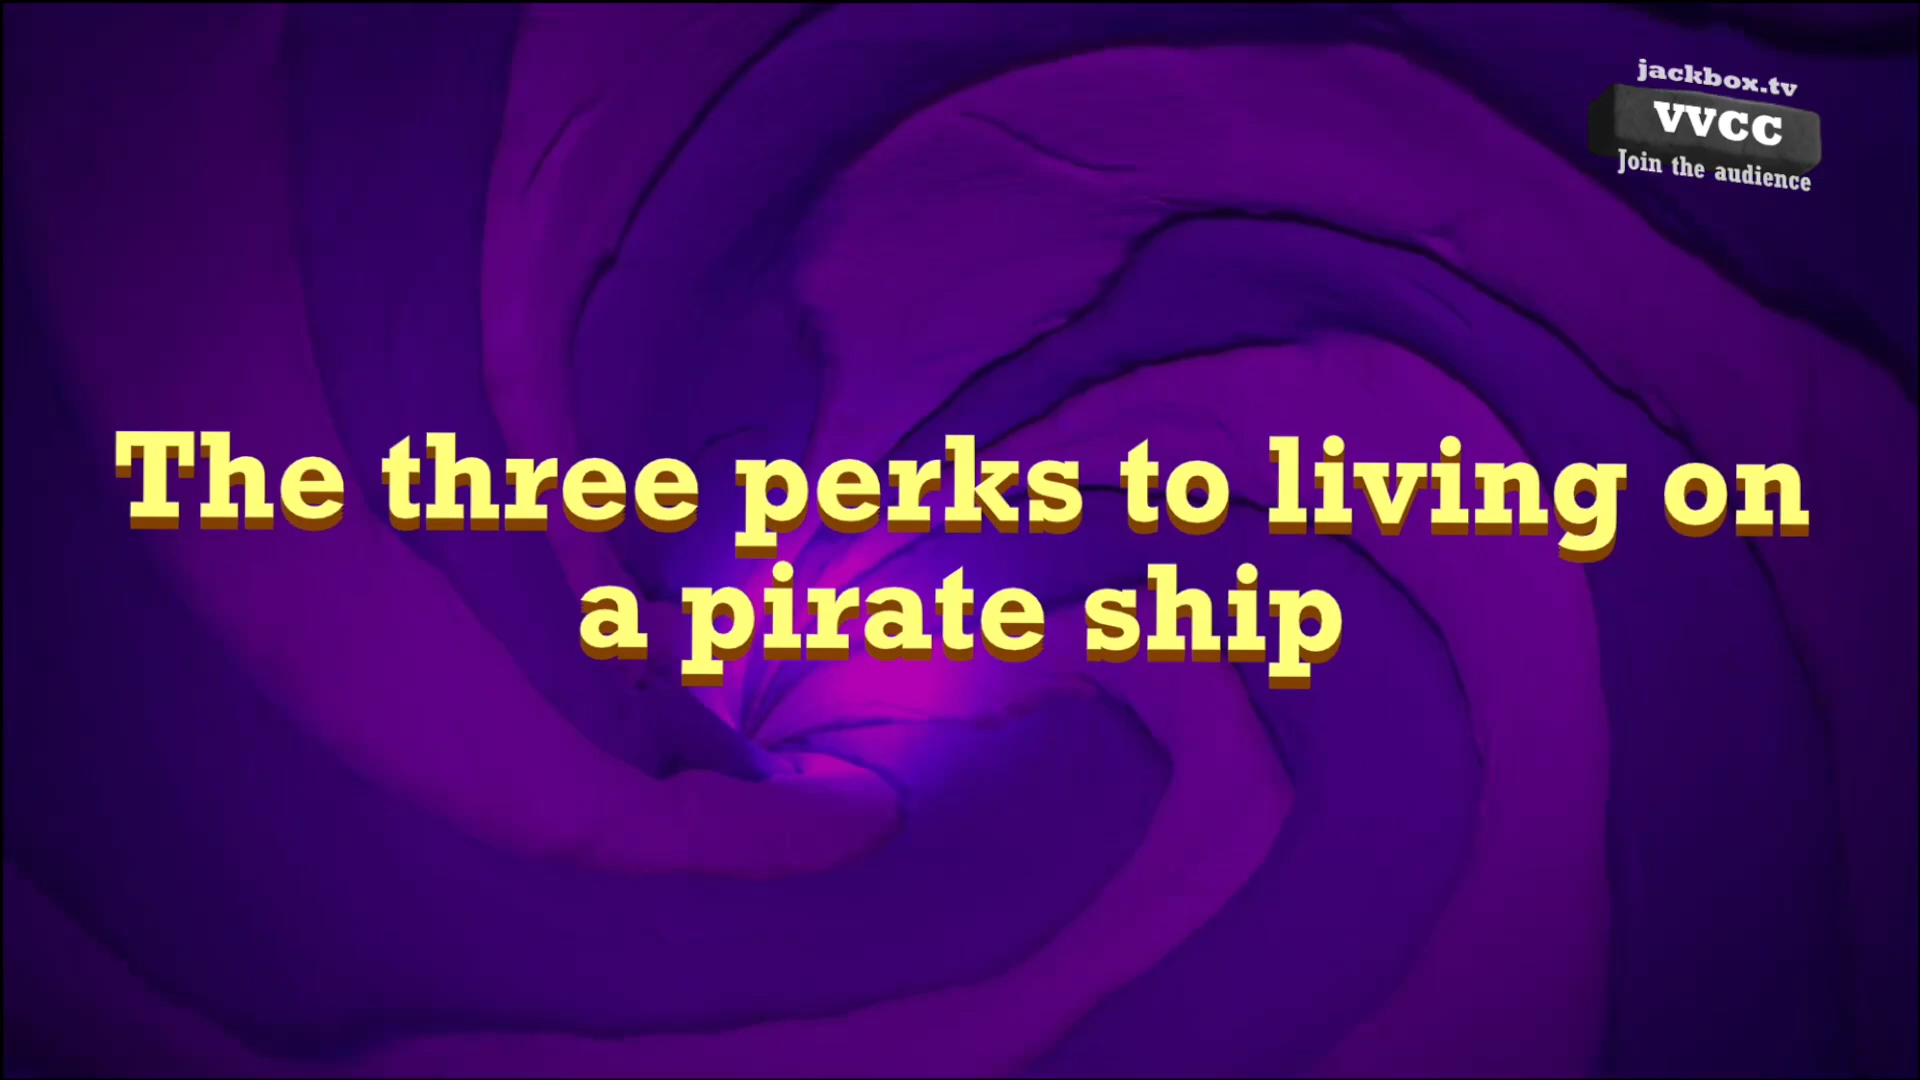 jackbox.tv
VVCC
Join the audience
The three perks to living on
a pirate ship